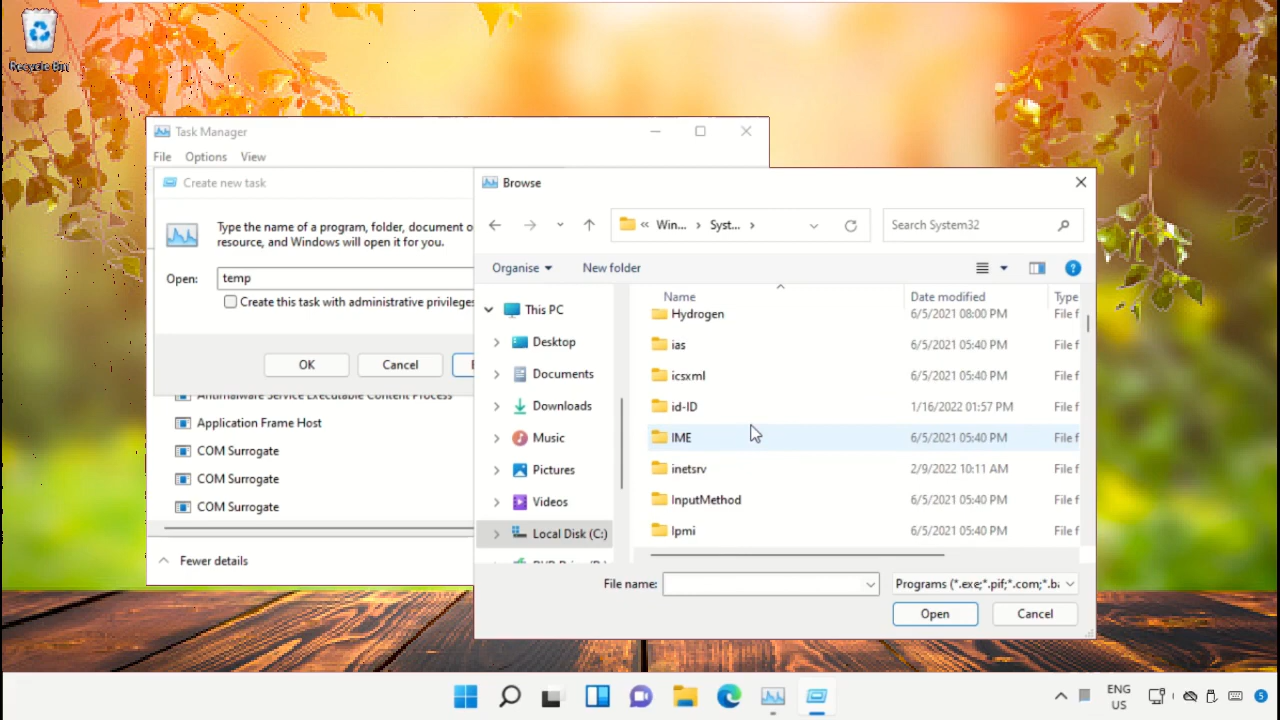 Recycle Bin
Task Manager
File Options View
Create new task
Type the name of a program, folder, document o
resource, and Windows will open it for you.
Open: temp
Create this task with administrative privileges
OK Cancel
Antimalware Service Executable Content Process
Application Frame Host
COM Surrogate
COM Surrogate
COM Surrogate
Fewer details
Browse
« Win... › Syst... ›
Search System32
Organise New folder
This PC
Desktop
Documents
Downloads
Music
Pictures
Videos
Local Disk (C:)
Name Date modified Type
Hydrogen 6/5/2021 08:00 PM File f
ias 6/5/2021 05:40 PM File f
icsxml 6/5/2021 05:40 PM File f
id-ID 1/16/2022 01:57 PM File f
IME 6/5/2021 05:40 PM File f
inetsrv 2/9/2022 10:11 AM File f
InputMethod 6/5/2021 05:40 PM File f
Ipmi 6/5/2021 05:40 PM File f
File name:
Programs (*.exe;*.pif;*.com;*.ba
Open Cancel
ENG
US
5